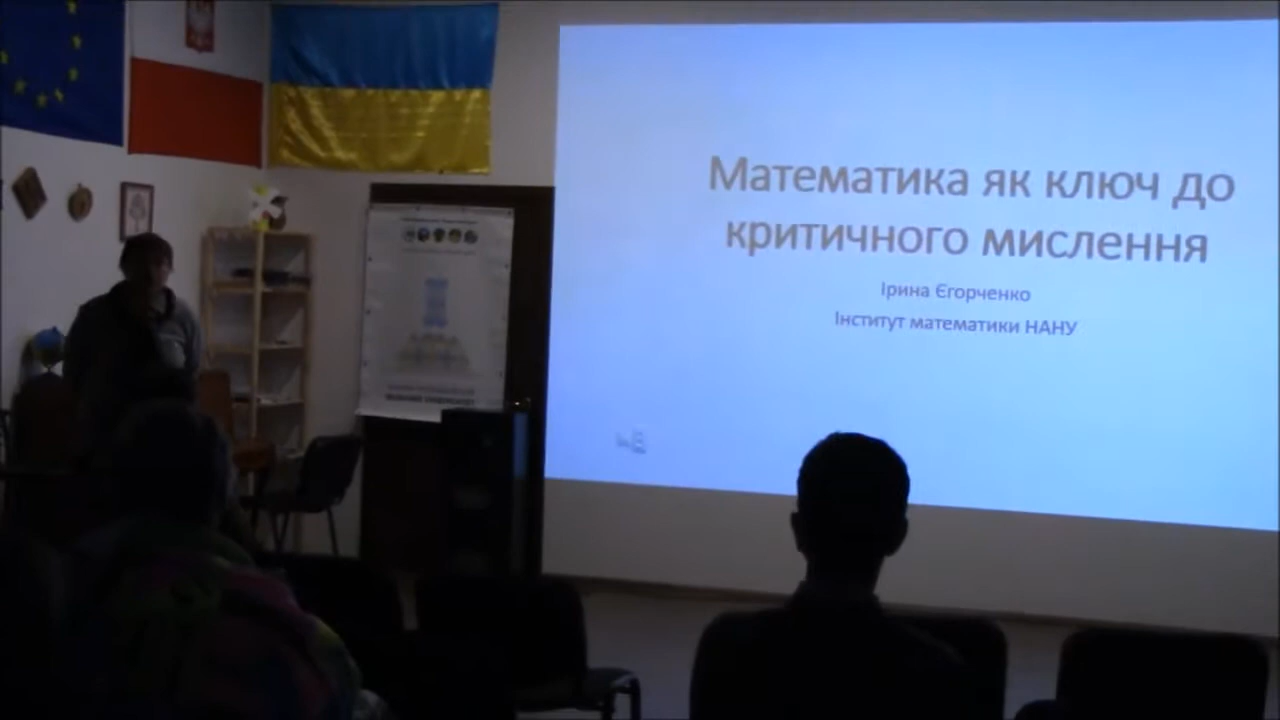 Математика як ключ до
критичного мислення
Ірина Єгорченко
Інститут математики НАНУ